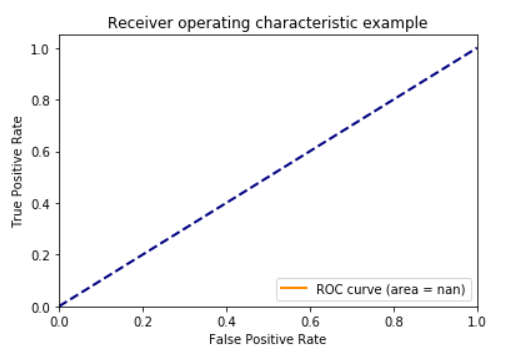 Receiver operating characteristic example
1.0
0.8
0.6
0.4
0.2
0.0
True Positive Rate
ROC curve (area = nan)
0.0 0.2 0.4 0.6 0.8 1.0
False Positive Rate